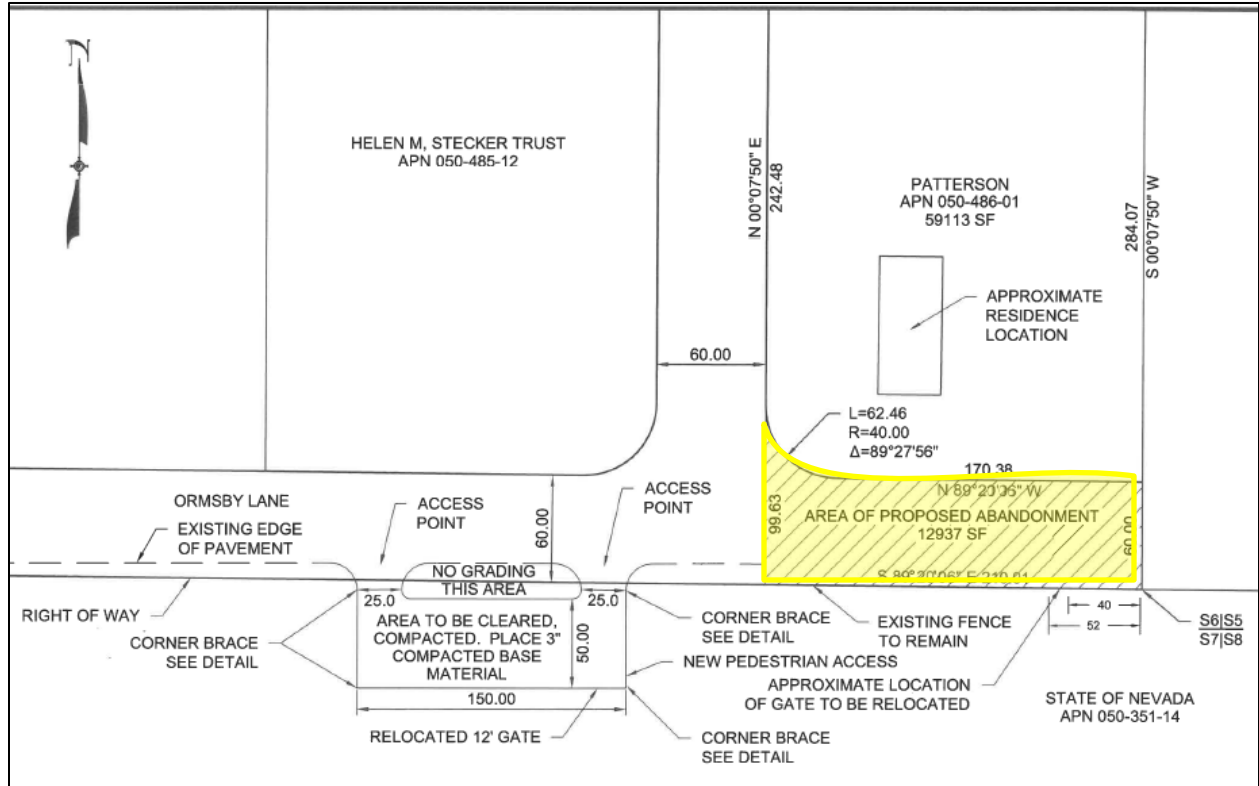 N
HELEN M, STECKER TRUST
APN 050-485-12
N 00°07'50" E
242.48
PATTERSON
APN 050-486-01
59113 SF
284.07
S 00°07'50" W
APPROXIMATE
RESIDENCE
LOCATION
60.00
L=62.46
R=40.00
Δ=89°27'56"
170.38
ORMSBY LANE
EXISTING EDGE
OF PAVEMENT
ACCESS
POINT
60.00
ACCESS
POINT
99.63
AREA OF PROPOSED ABANDONMENT
12937 SF
60.00
RIGHT OF WAY
NO GRADING
THIS AREA
25.0
25.0
CORNER BRACE
SEE DETAIL
AREA TO BE CLEARED,
COMPACTED. PLACE 3"
COMPACTED BASE
MATERIAL
50.00
150.00
CORNER BRACE
SEE DETAIL
EXISTING FENCE
TO REMAIN
40
52
S6|S5
S7|S8
NEW PEDESTRIAN ACCESS
APPROXIMATE LOCATION
OF GATE TO BE RELOCATED
STATE OF NEVADA
APN 050-351-14
RELOCATED 12' GATE
CORNER BRACE
SEE DETAIL